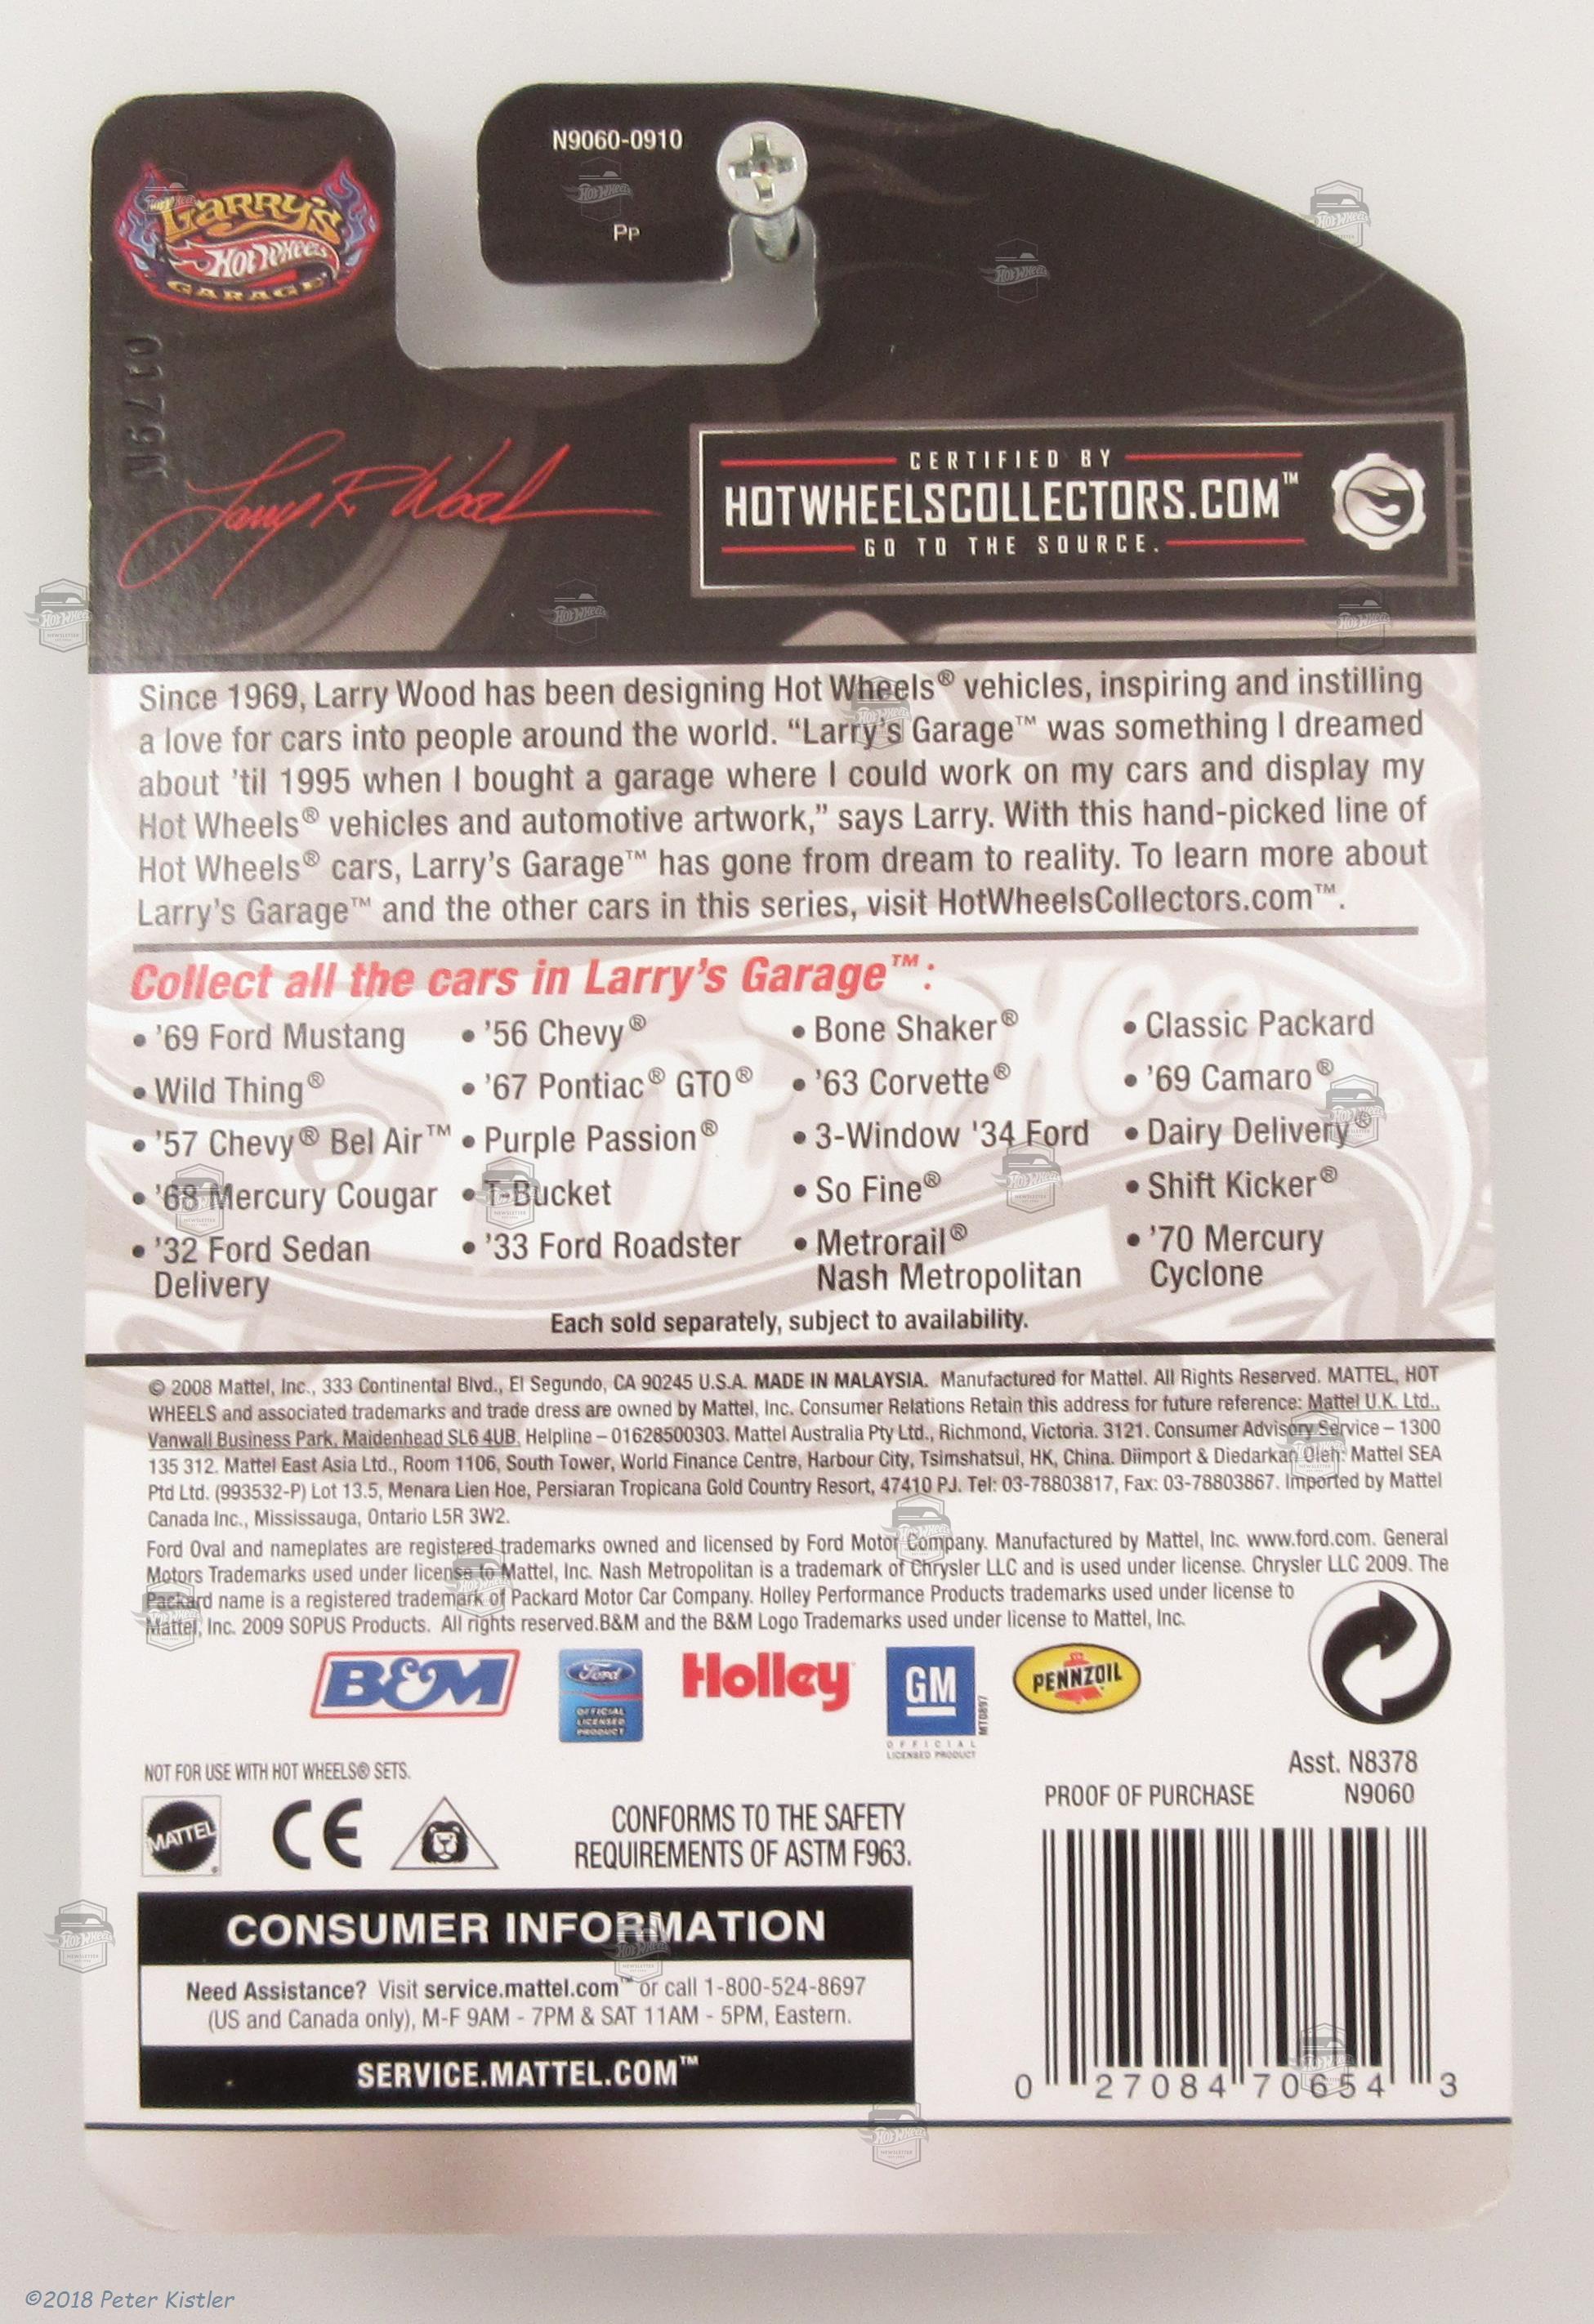 N9060-0910
Pp
Larry's
Hot Wheels
GARAGE
Larry R Wood
CERTIFIED BY
HOTWHEELSCOLLECTORS.COM™
GO TO THE SOURCE.
Since 1969, Larry Wood has been designing Hot Wheels® vehicles, inspiring and instilling
a love for cars into people around the world. “Larry’s Garage™ was something I dreamed
about ’til 1995 when I bought a garage where I could work on my cars and display my
Hot Wheels® vehicles and automotive artwork,” says Larry. With this hand-picked line of
Hot Wheels® cars, Larry’s Garage™ has gone from dream to reality. To learn more about
Larry’s Garage™ and the other cars in this series, visit HotWheelsCollectors.com™.
Collect all the cars in Larry’s Garage™:
• ’69 Ford Mustang
• Wild Thing®
• ’57 Chevy® Bel Air™
• ’68 Mercury Cougar
• ’32 Ford Sedan
Delivery
• ’56 Chevy®
• ’67 Pontiac® GTO®
• Purple Passion®
• T-Bucket
• ’33 Ford Roadster
• Bone Shaker®
• ’63 Corvette®
• 3-Window '34 Ford
• So Fine®
• Metrorail®
Nash Metropolitan
• Classic Packard
• ’69 Camaro®
• Dairy Delivery®
• Shift Kicker®
• ’70 Mercury
Cyclone
Each sold separately, subject to availability.
© 2008 Mattel, Inc., 333 Continental Blvd., El Segundo, CA 90245 U.S.A. MADE IN MALAYSIA. Manufactured for Mattel. All Rights Reserved. MATTEL, HOT
WHEELS and associated trademarks and trade dress are owned by Mattel, Inc. Consumer Relations Retain this address for future reference: Mattel U.K. Ltd.,
Vanwall Business Park, Maidenhead SL6 4UB. Helpline – 01628500303. Mattel Australia Pty Ltd., Richmond, Victoria. 3121. Consumer Advisory Service – 1300
135 312. Mattel East Asia Ltd., Room 1106, South Tower, World Finance Centre, Harbour City, Tsimshatsui, HK, China. Diimport & Diedarkan Oleh: Mattel SEA
Ptd Ltd. (993532-P) Lot 13.5, Menara Lien Hoe, Persiaran Tropicana Gold Country Resort, 47410 PJ. Tel: 03-78803817, Fax: 03-78803867. Imported by Mattel
Canada Inc., Mississauga, Ontario L5R 3W2.
Ford Oval and nameplates are registered trademarks owned and licensed by Ford Motor Company. Manufactured by Mattel, Inc. www.ford.com. General
Motors Trademarks used under license to Mattel, Inc. Nash Metropolitan is a trademark of Chrysler LLC and is used under license. Chrysler LLC 2009. The
Packard name is a registered trademark of Packard Motor Car Company. Holley Performance Products trademarks used under license to
Mattel, Inc. 2009 SOPUS Products. All rights reserved.B&M and the B&M Logo Trademarks used under license to Mattel, Inc.
B&M
Ford
OFFICIAL
LICENSED
PRODUCT
Holley
GM
OFFICIAL
LICENSED PRODUCT
MT0897
PENNZOIL
NOT FOR USE WITH HOT WHEELS® SETS.
MATTEL
CE
CONFORMS TO THE SAFETY
REQUIREMENTS OF ASTM F963.
Asst. N8378
PROOF OF PURCHASE N9060
CONSUMER INFORMATION
Need Assistance? Visit service.mattel.com™ or call 1-800-524-8697
(US and Canada only), M-F 9AM - 7PM & SAT 11AM - 5PM, Eastern.
SERVICE.MATTEL.COM™
0 27084 70654 3
©2018 Peter Kistler